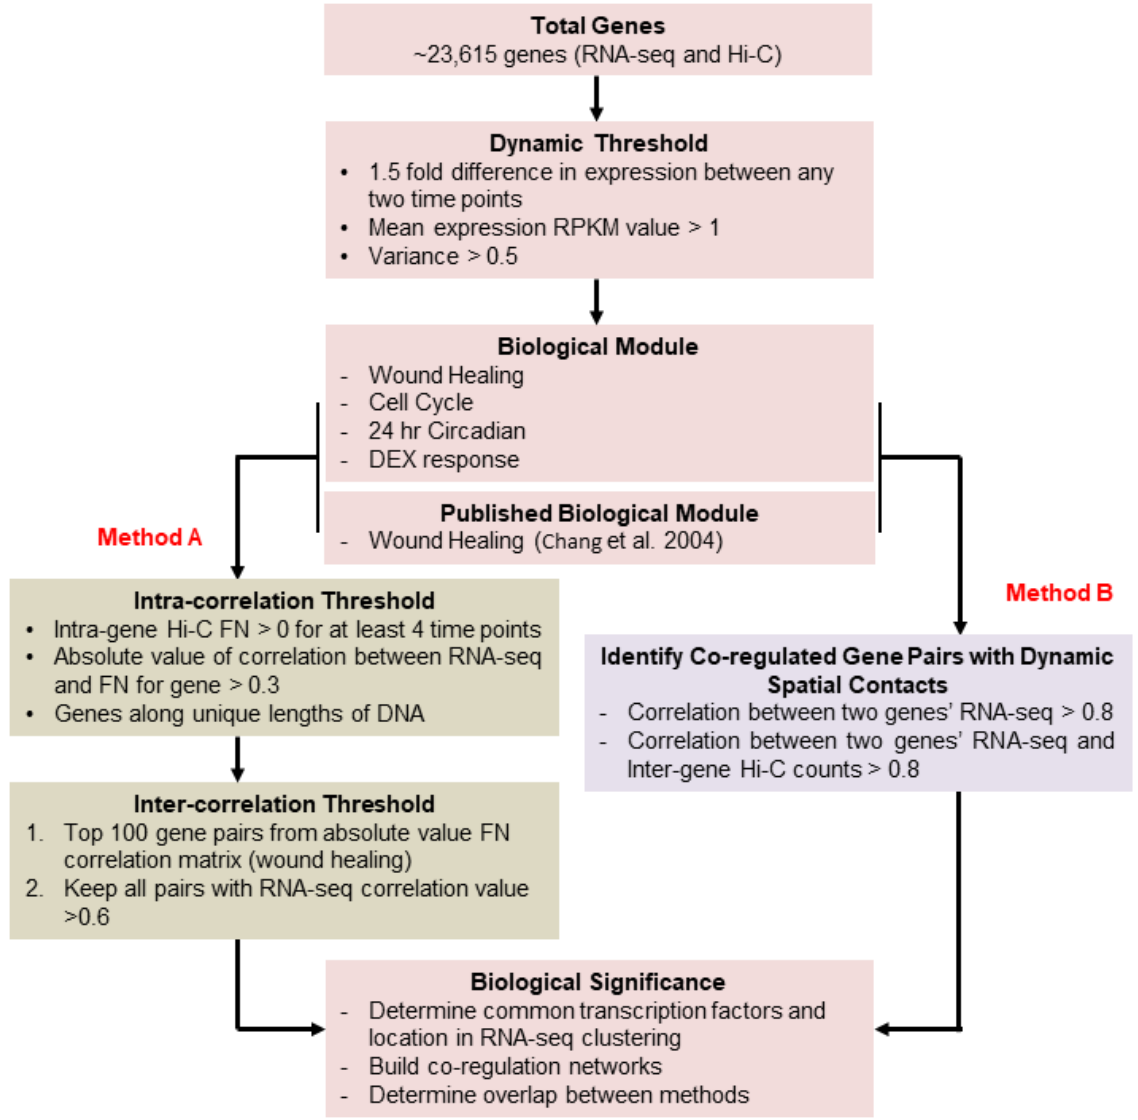 Total Genes
~23,615 genes (RNA-seq and Hi-C)
Dynamic Threshold
• 1.5 fold difference in expression between any
two time points
• Mean expression RPKM value > 1
• Variance > 0.5
Biological Module
- Wound Healing
- Cell Cycle
- 24 hr Circadian
- DEX response
Published Biological Module
- Wound Healing (Chang et al. 2004)
Method A
Intra-correlation Threshold
• Intra-gene Hi-C FN > 0 for at least 4 time points
• Absolute value of correlation between RNA-seq
and FN for gene > 0.3
• Genes along unique lengths of DNA
Inter-correlation Threshold
1. Top 100 gene pairs from absolute value FN
correlation matrix (wound healing)
2. Keep all pairs with RNA-seq correlation value
>0.6
Method B
Identify Co-regulated Gene Pairs with Dynamic
Spatial Contacts
- Correlation between two genes' RNA-seq > 0.8
- Correlation between two genes' RNA-seq and
Inter-gene Hi-C counts > 0.8
Biological Significance
- Determine common transcription factors and
location in RNA-seq clustering
- Build co-regulation networks
- Determine overlap between methods